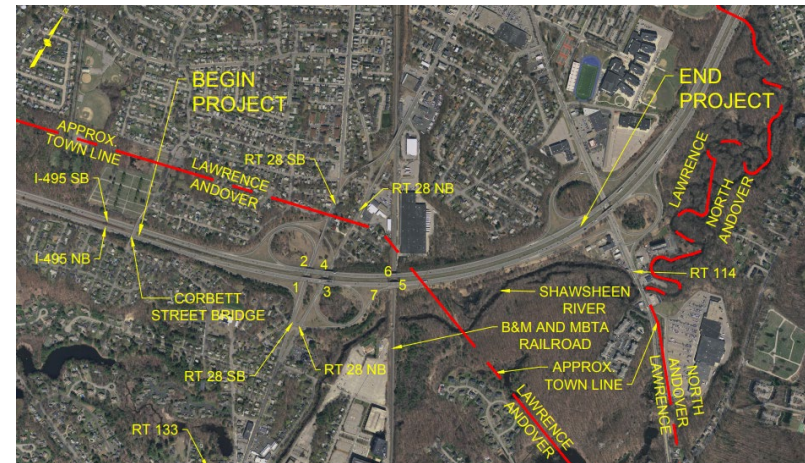 BEGIN
PROJECT
END
PROJECT
APPROX.
TOWN LINE
LAWRENCE
ANDOVER
RT 28 SB
RT 28 NB
I-495 SB
I-495 NB
LAWRENCE
NORTH
ANDOVER
2
4
6
1
3
7
5
CORBETT
STREET BRIDGE
RT 114
SHAWSHEEN
RIVER
B&M AND MBTA
RAILROAD
RT 28 SB
RT 28 NB
APPROX.
TOWN LINE
NORTH
ANDOVER
LAWRENCE
LAWRENCE
ANDOVER
RT 133